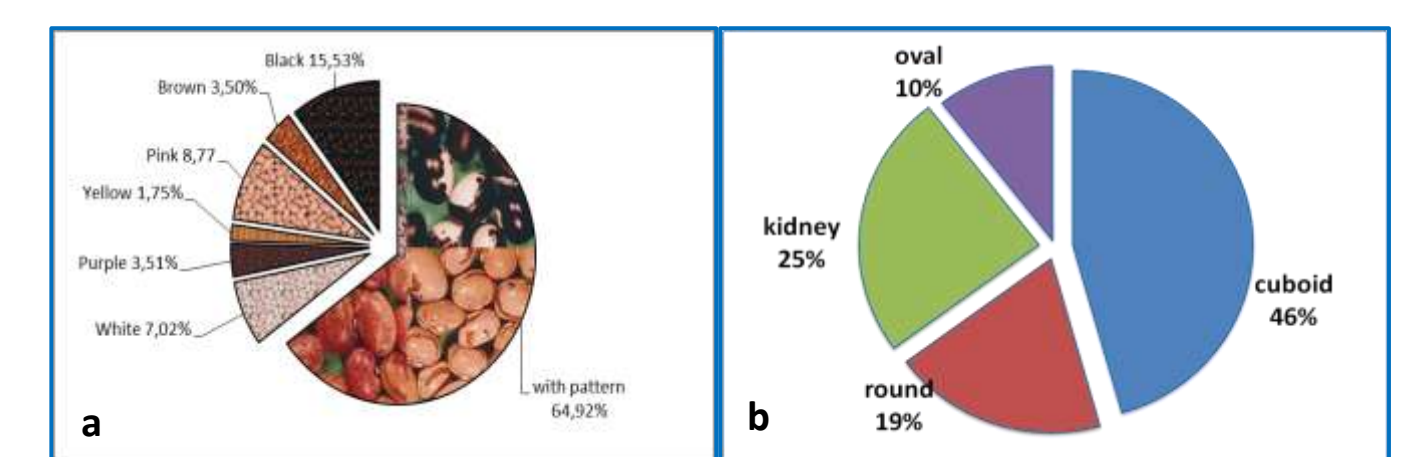 Black 15,53%
Brown 3,50%
Pink 8,77
Yellow 1,75%
Purple 3,51%
White 7,02%
with pattern
64,92%
a
oval
10%
kidney
25%
cuboid
46%
round
19%
b